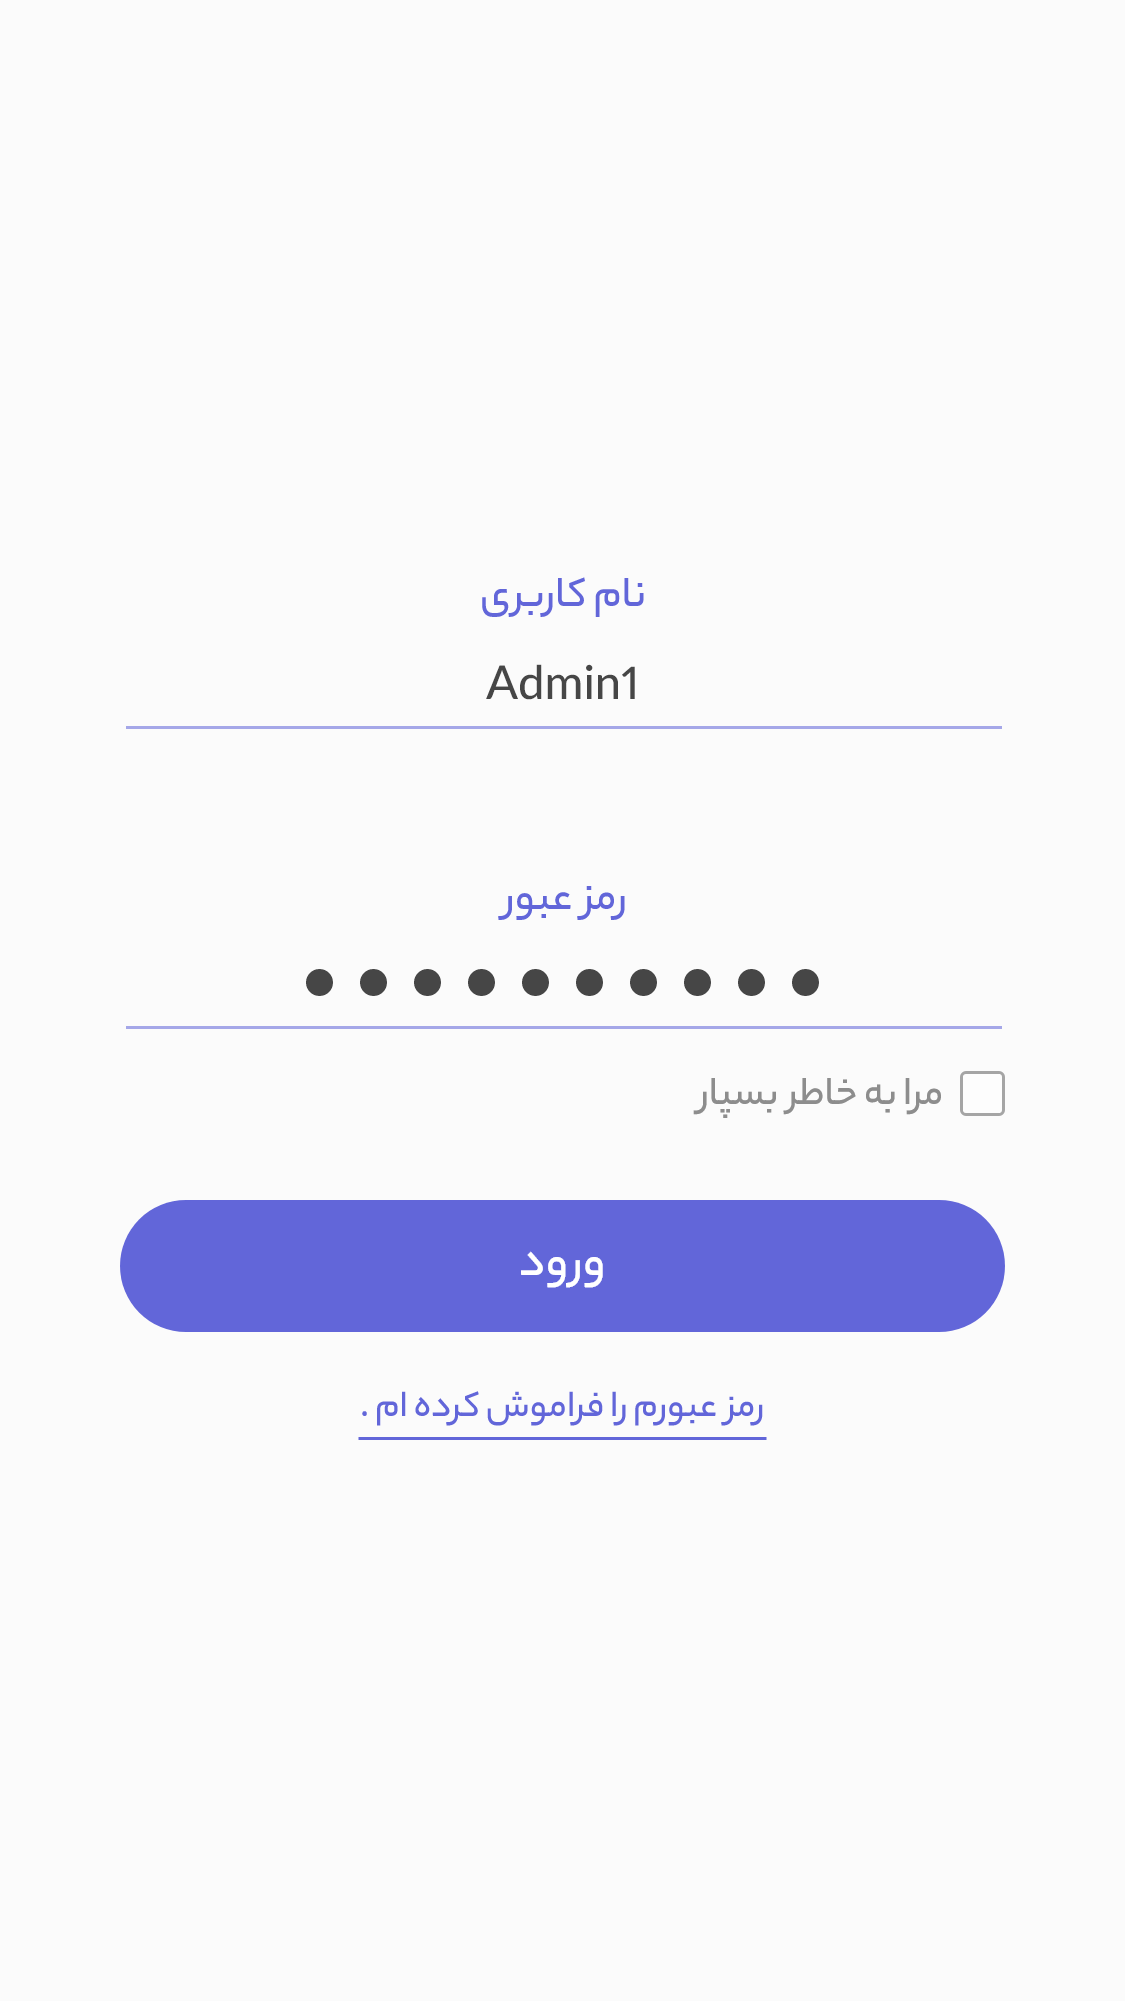 نام کاربری
Admin1
رمز عبور
●●●●●●●●●●
مرا به خاطر بسپار
ورود
رمز عبورم را فراموش کرده ام .